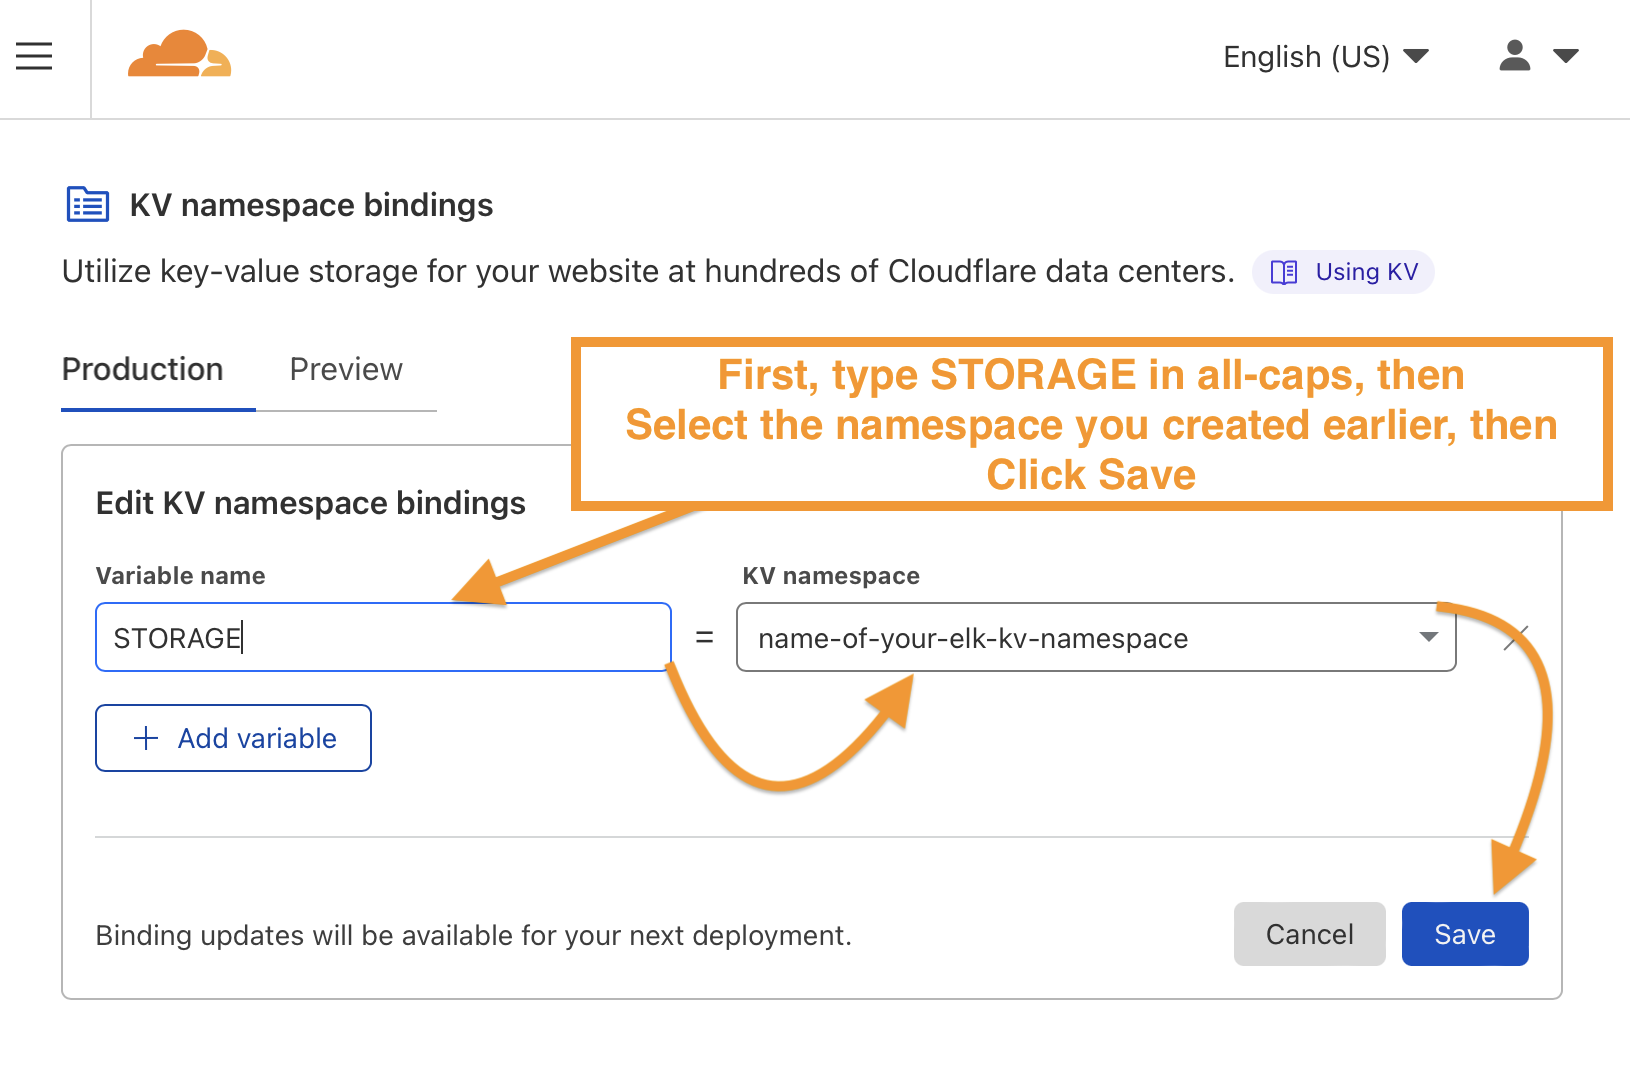 English (US)
KV namespace bindings
Utilize key-value storage for your website at hundreds of Cloudflare data centers.
Using KV
Production
Preview
First, type STORAGE in all-caps, then
Select the namespace you created earlier, then
Click Save
Edit KV namespace bindings
Variable name
KV namespace
STORAGE
=
name-of-your-elk-kv-namespace
+ Add variable
Binding updates will be available for your next deployment.
Cancel
Save